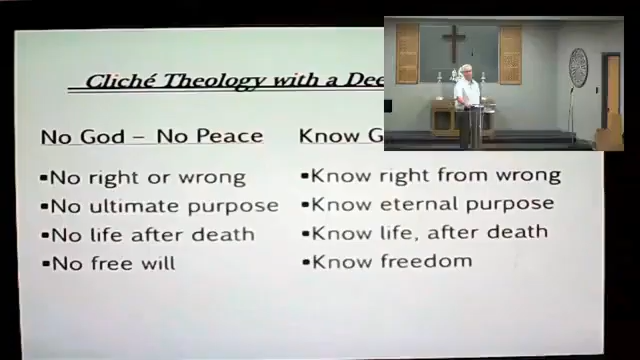 Cliché Theology with a
No God – No Peace
Know
▪No right or wrong
▪No ultimate purpose
▪No life after death
▪No free will
▪Know right from wrong
▪Know eternal purpose
▪Know life, after death
▪Know freedom